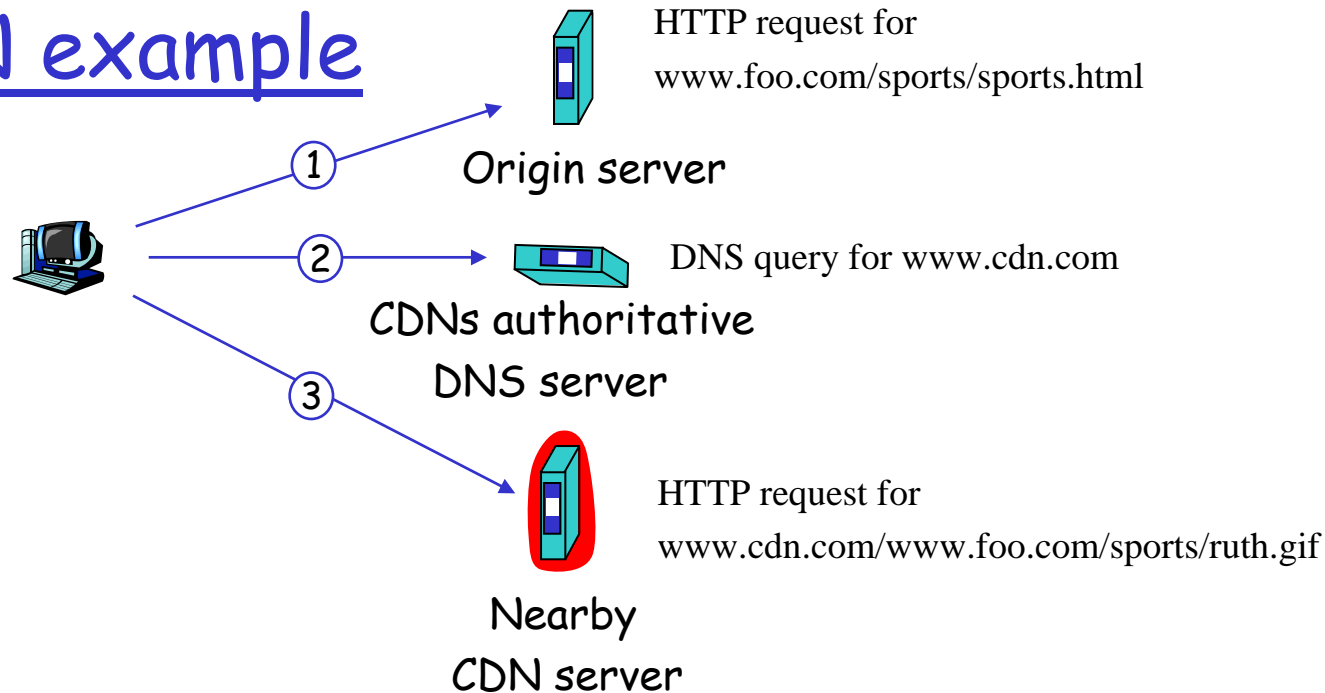 example
HTTP request for
www.foo.com/sports/sports.html
1
Origin server
2
DNS query for www.cdn.com
CDNs authoritative
DNS server
3
HTTP request for
www.cdn.com/www.foo.com/sports/ruth.gif
Nearby
CDN server